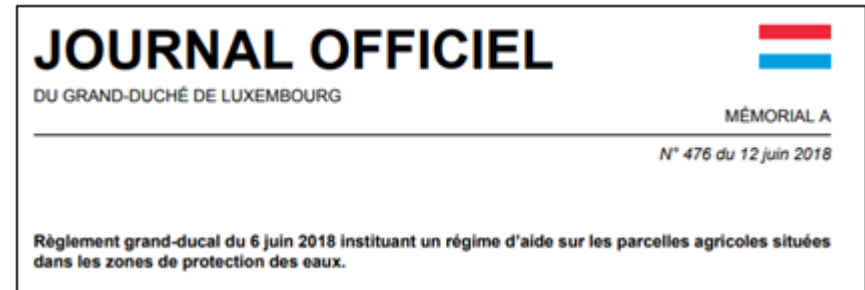 JOURNAL OFFICIEL
DU GRAND-DUCHÉ DE LUXEMBOURG
MÉMORIAL A
N° 476 du 12 juin 2018
Règlement grand-ducal du 6 juin 2018 instituant un régime d'aide sur les parcelles agricoles situées
dans les zones de protection des eaux.